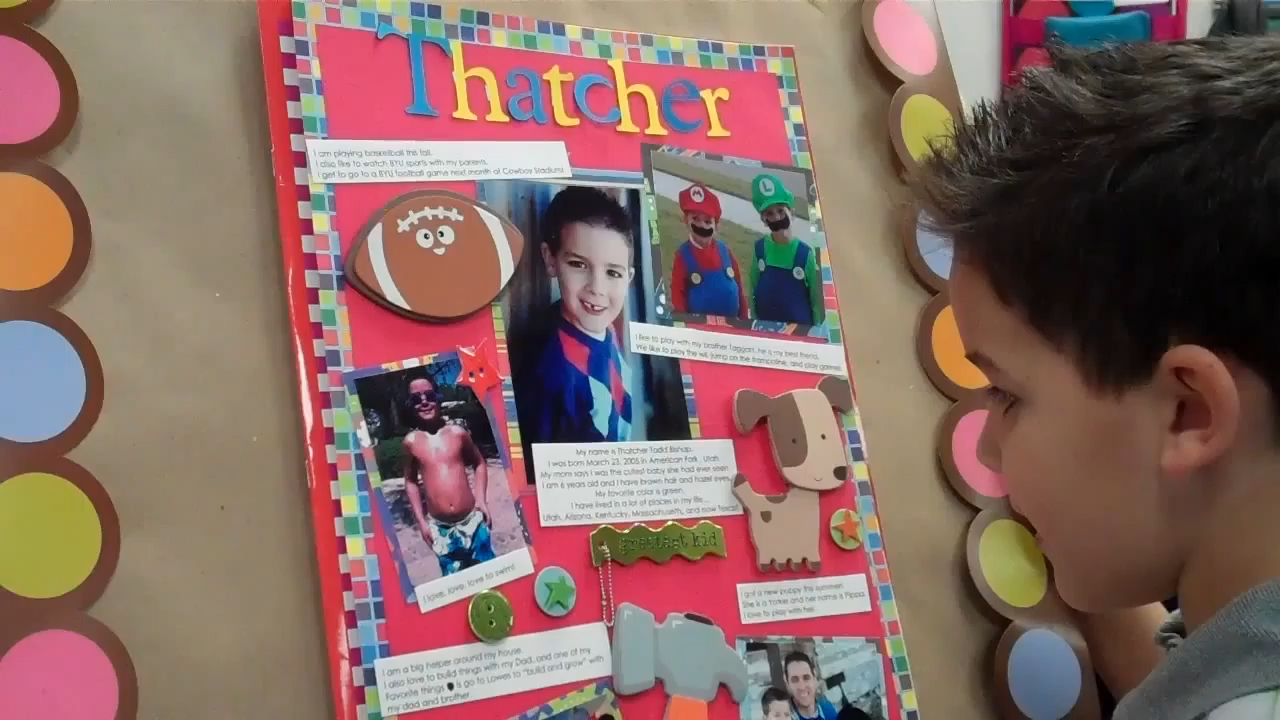 Thatcher
I am playing basketball this fall.
I also like to watch BYU sports with my parents.
I get to go to a BYU football game next month at Cowboy Stadium!
M
L
I like to play with my brother Taggart, he is my best friend.
We like to play the wii, jump on the trampoline, and play games.
My name is Thatcher Todd Bishop.
I was born March 23, 2005 in American Fork, Utah.
My mom says I was the cutest baby she had ever seen.
I am 6 years old and I have brown hair and hazel eyes.
My favorite color is green.
I have lived in a lot of places in my life...
Utah, Arizona, Kentucky, Massachusetts, and now Texas!
greatest kid
I love, love, love to swim!
I got a new puppy this summer.
She is a Yorkie and her name is Pippa.
I love to play with her.
I am a big helper around my house.
I also love to build things with my Dad, and one of my
favorite things is go to Lowes to "build and grow" with
my dad and brother.